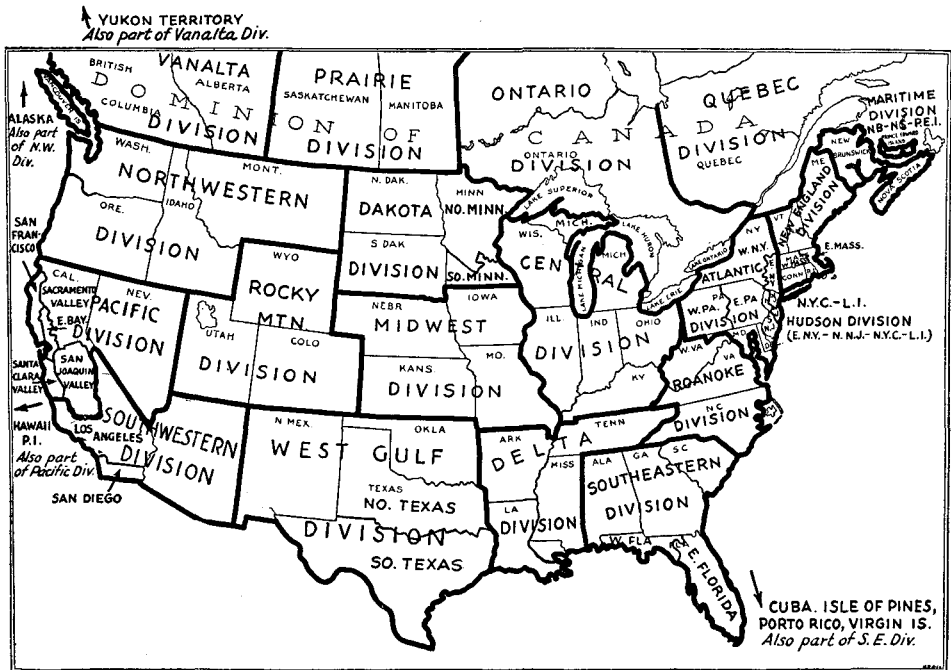 YUKON TERRITORY
Also part of Vanalta Div.
BRITISH
COLUMBIA
VANALTA
ALBERTA
DIVISION
PRAIRIE
SASKATCHEWAN
MANITOBA
DIVISION
DOMINION OF CANADA
ONTARIO
ONTARIO
DIVISION
QUEBEC
DIVISION
QUEBEC
MARITIME
DIVISION
NB-NS-P.E.I.
PRINCE EDWARD
ISLAND
NEW
BRUNSWICK
NOVA SCOTIA
VANCOUVER IS.
ALASKA
Also part
of N.W.
Div.
WASH.
MONT.
NORTHWESTERN
ORE.
IDAHO
DIVISION
N. DAK.
DAKOTA
S DAK
DIVISION
MINN
NO. MINN.
SO. MINN.
LAKE SUPERIOR
MICH.
WIS.
LAKE HURON
MICH
LAKE MICHIGAN
CENTRAL
LAKE ONTARIO
LAKE ERIE
ILL.
IND
OHIO
DIVISION
KY
ME
NEW ENGLAND
DIVISION
VT
NY
W.N.Y.
ATLANTIC
E. MASS.
CONN
W. PA.
E. PA
DIVISION
N.Y.C.-L.I.
HUDSON DIVISION
(E. N.Y. - N N.J. - N.Y.C. - L.I.)
SAN
FRAN-
CISCO
CAL.
SACRAMENTO
VALLEY
E. BAY
NEV.
PACIFIC
DIVISION
SANTA
CLARA
VALLEY
SAN
JOAQUIN
VALLEY
WYO
ROCKY
MTN.
UTAH
COLO
DIVISION
NEBR
IOWA
MIDWEST
MO.
KANS.
DIVISION
W. VA
VA
ROANOKE
N C
DIVISION
HAWAII
P.I.
Also part
of Pacific Div.
LOS
ANGELES
SOUTHWESTERN
DIVISION
SAN DIEGO
N MEX.
OKLA
WEST GULF
TEXAS
NO. TEXAS
DIVISION
SO. TEXAS
ARK
TENN
DELTA
MISS
LA
DIVISION
ALA
GA
SC
SOUTHEASTERN
DIVISION
W. FLA
E. FLORIDA
CUBA. ISLE OF PINES,
PORTO RICO, VIRGIN IS.
Also part of S.E. Div.